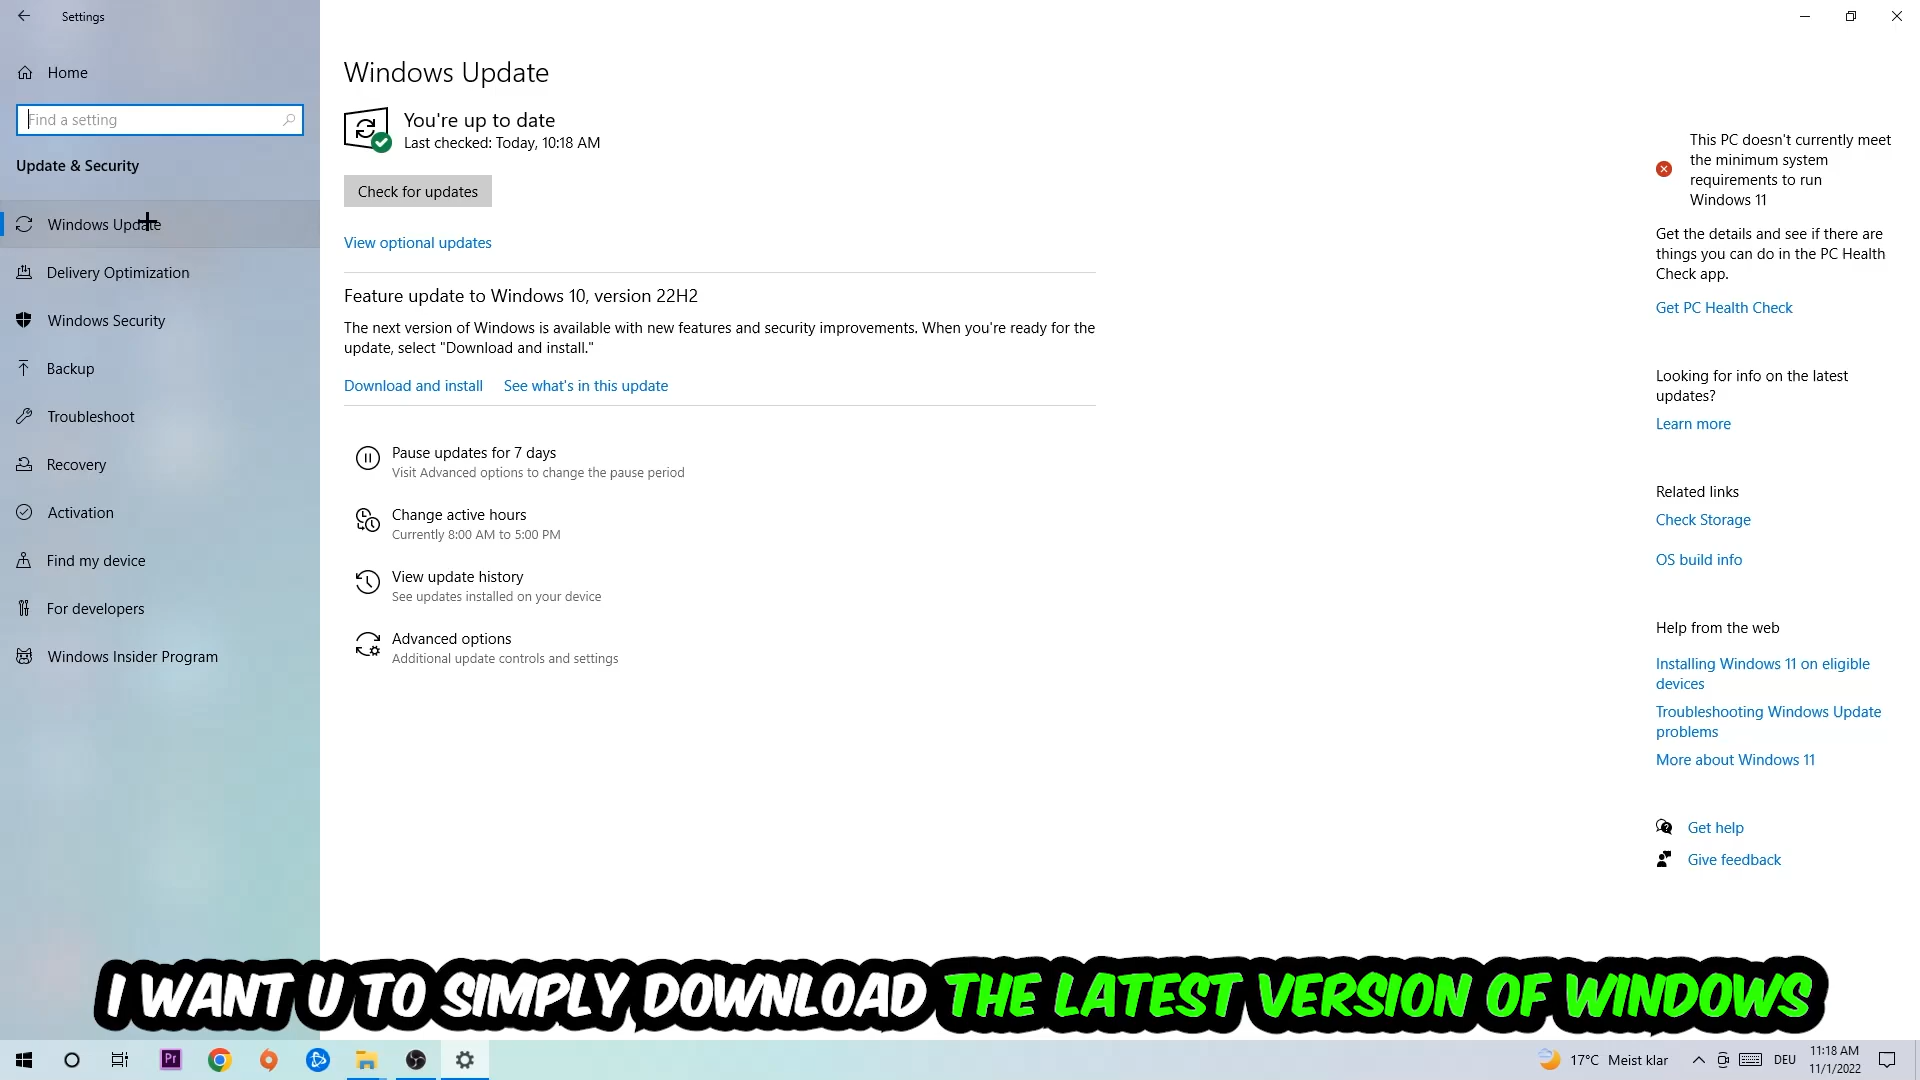 Settings
Home
Find a setting
Update & Security
Windows Update
Delivery Optimization
Windows Security
Backup
Troubleshoot
Recovery
Activation
Find my device
For developers
Windows Insider Program
Windows Update
You're up to date
Last checked: Today, 10:18 AM
Check for updates
View optional updates
Feature update to Windows 10, version 22H2
The next version of Windows is available with new features and security improvements. When you're ready for the
update, select "Download and install."
Download and install See what's in this update
Pause updates for 7 days
Visit Advanced options to change the pause period
Change active hours
Currently 8:00 AM to 5:00 PM
View update history
See updates installed on your device
Advanced options
Additional update controls and settings
This PC doesn't currently meet
the minimum system
requirements to run
Windows 11
Get the details and see if there are
things you can do in the PC Health
Check app.
Get PC Health Check
Looking for info on the latest
updates?
Learn more
Related links
Check Storage
OS build info
Help from the web
Installing Windows 11 on eligible
devices
Troubleshooting Windows Update
problems
More about Windows 11
Get help
Give feedback
I WANT U TO SIMPLY DOWNLOAD THE LATEST VERSION OF WINDOWS
Pr
17°C Meist klar
DEU
11:18 AM
11/1/2022